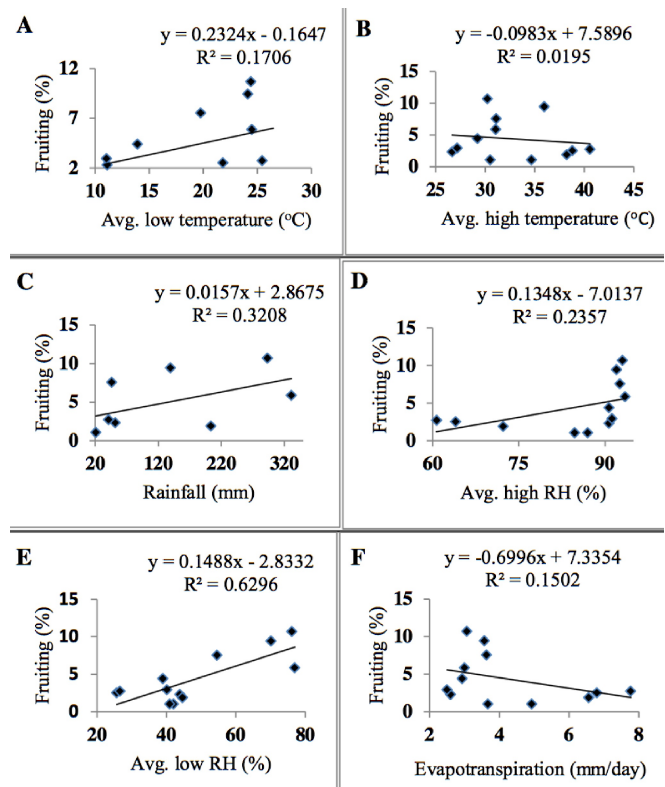 A
y = 0.2324x - 0.1647
R² = 0.1706
Fruiting (%)
12
7
2
10 15 20 25 30
Avg. low temperature (°C)
B
y = -0.0983x + 7.5896
R² = 0.0195
Fruiting (%)
15
10
5
0
25 30 35 40 45
Avg. high temperature (°C)
C
y = 0.0157x + 2.8675
R² = 0.3208
Fruiting (%)
15
10
5
0
20 120 220 320
Rainfall (mm)
D
y = 0.1348x - 7.0137
R² = 0.2357
Fruiting (%)
15
10
5
0
60 75 90
Avg. high RH (%)
E
y = 0.1488x - 2.8332
R² = 0.6296
Fruiting (%)
15
10
5
0
20 40 60 80
Avg. low RH (%)
F
y = -0.6996x + 7.3354
R² = 0.1502
Fruiting (%)
15
10
5
0
2 4 6 8
Evapotranspiration (mm/day)